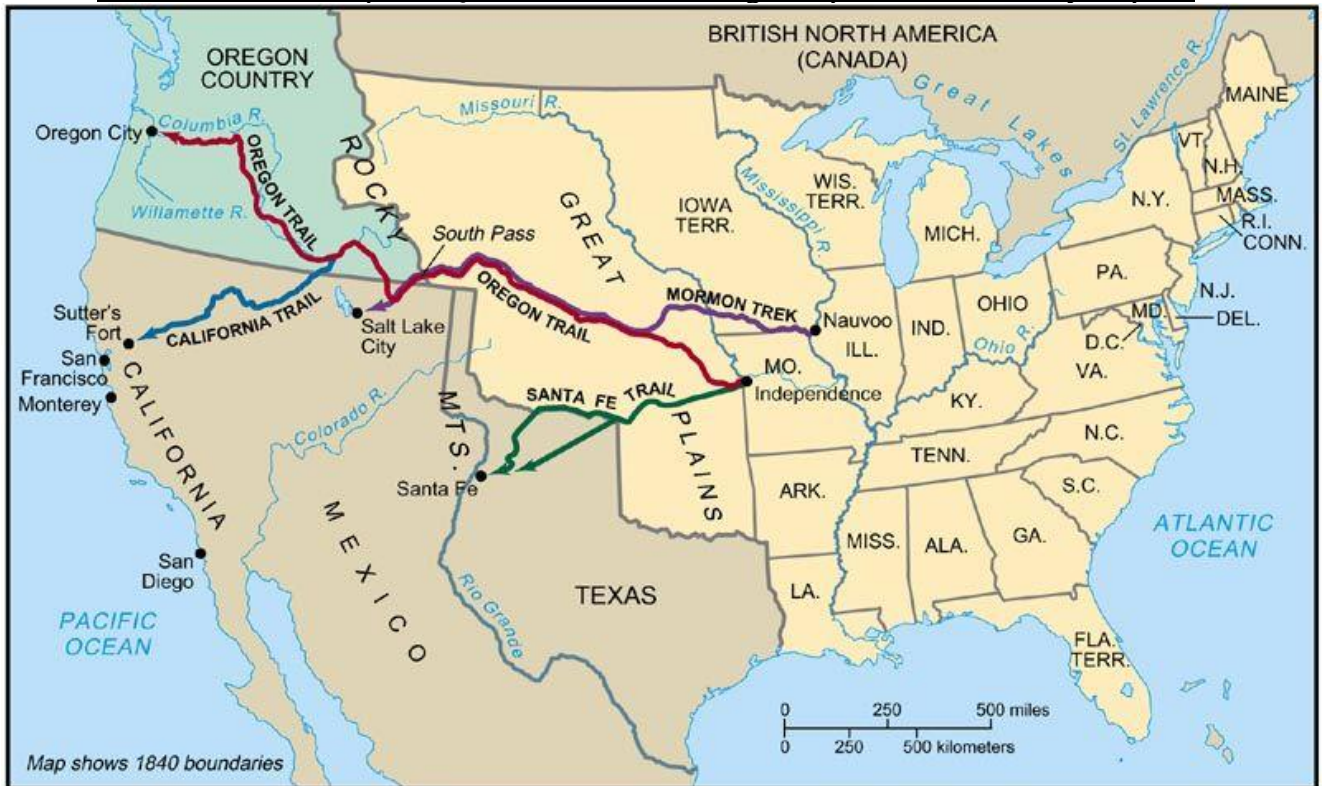 OREGON
COUNTRY
BRITISH NORTH AMERICA
(CANADA)
Great Lakes
St. Lawrence R.
MAINE
Oregon City
Columbia R.
Missouri R.
OREGON TRAIL
ROCKY
VT.
N.H.
Willamette R.
GREAT
IOWA
TERR.
Mississippi R.
WIS.
TERR.
MICH.
N.Y.
MASS.
R.I.
CONN.
South Pass
OREGON TRAIL
MORMON TREK
PA.
N.J.
OHIO
MD.
DEL.
Sutter's
Fort
CALIFORNIA TRAIL
Salt Lake
City
Nauvoo
ILL.
IND.
Ohio R.
D.C.
San
Francisco
Monterey
MO.
Independence
VA.
SANTA FE TRAIL
KY.
CALIFORNIA
Colorado R.
MTS.
PLAINS
N.C.
TENN.
Santa Fe
ARK.
S.C.
MEXICO
MISS.
ALA.
GA.
ATLANTIC
OCEAN
San
Diego
TEXAS
LA.
Rio Grande
PACIFIC
OCEAN
FLA.
TERR.
0 250 500 miles
0 250 500 kilometers
Map shows 1840 boundaries